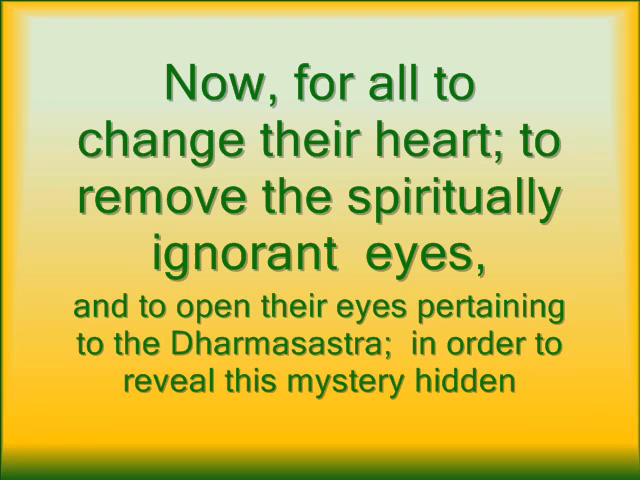 Now, for all to
change their heart; to
remove the spiritually
ignorant  eyes,
and to open their eyes pertaining
to the Dharmasastra;  in order to
reveal this mystery hidden